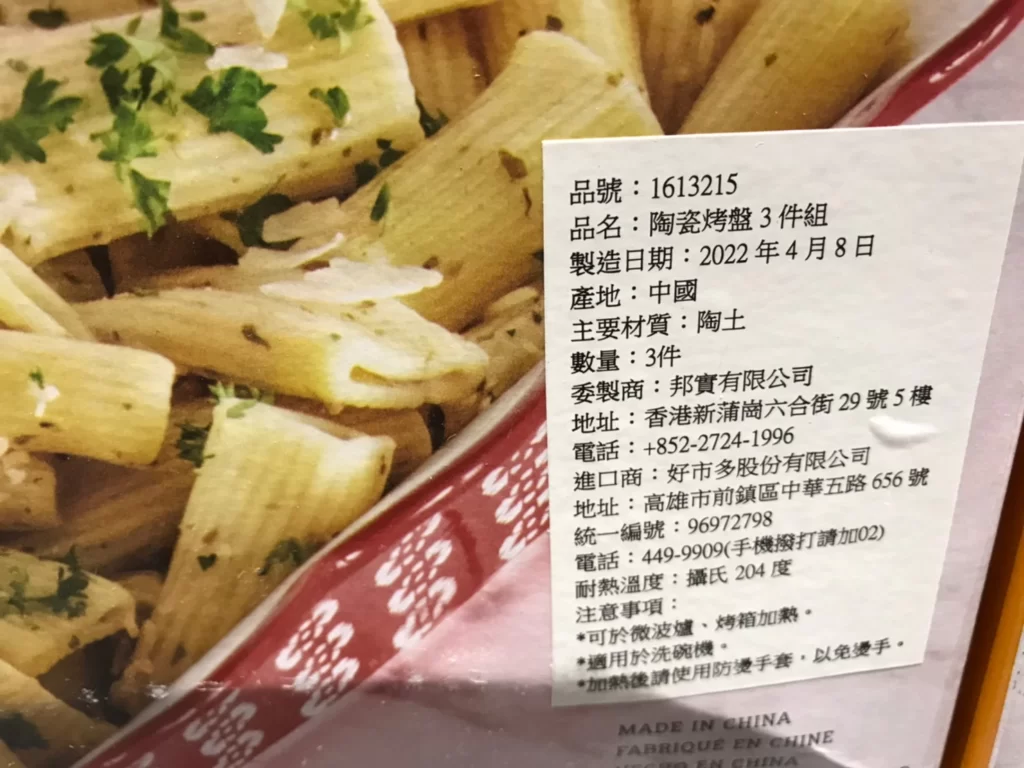 品號：1613215
品名：陶瓷烤盤 3 件組
製造日期：2022 年 4 月 8 日
產地：中國
主要材質：陶土
數量：3件
委製商：邦實有限公司
地址：香港新蒲崗六合街 29 號 5 樓
電話：+852-2724-1996
進口商：好市多股份有限公司
地址：高雄市前鎮區中華五路 656 號
統一編號：96972798
電話：449-9909(手機撥打請加02)
耐熱溫度：攝氏 204 度
注意事項：
*可於微波爐、烤箱加熱。
*適用於洗碗機。
*加熱後請使用防燙手套，以免燙手。
MADE IN CHINA
FABRIQUÉ EN CHINE
HECHO EN CHINA